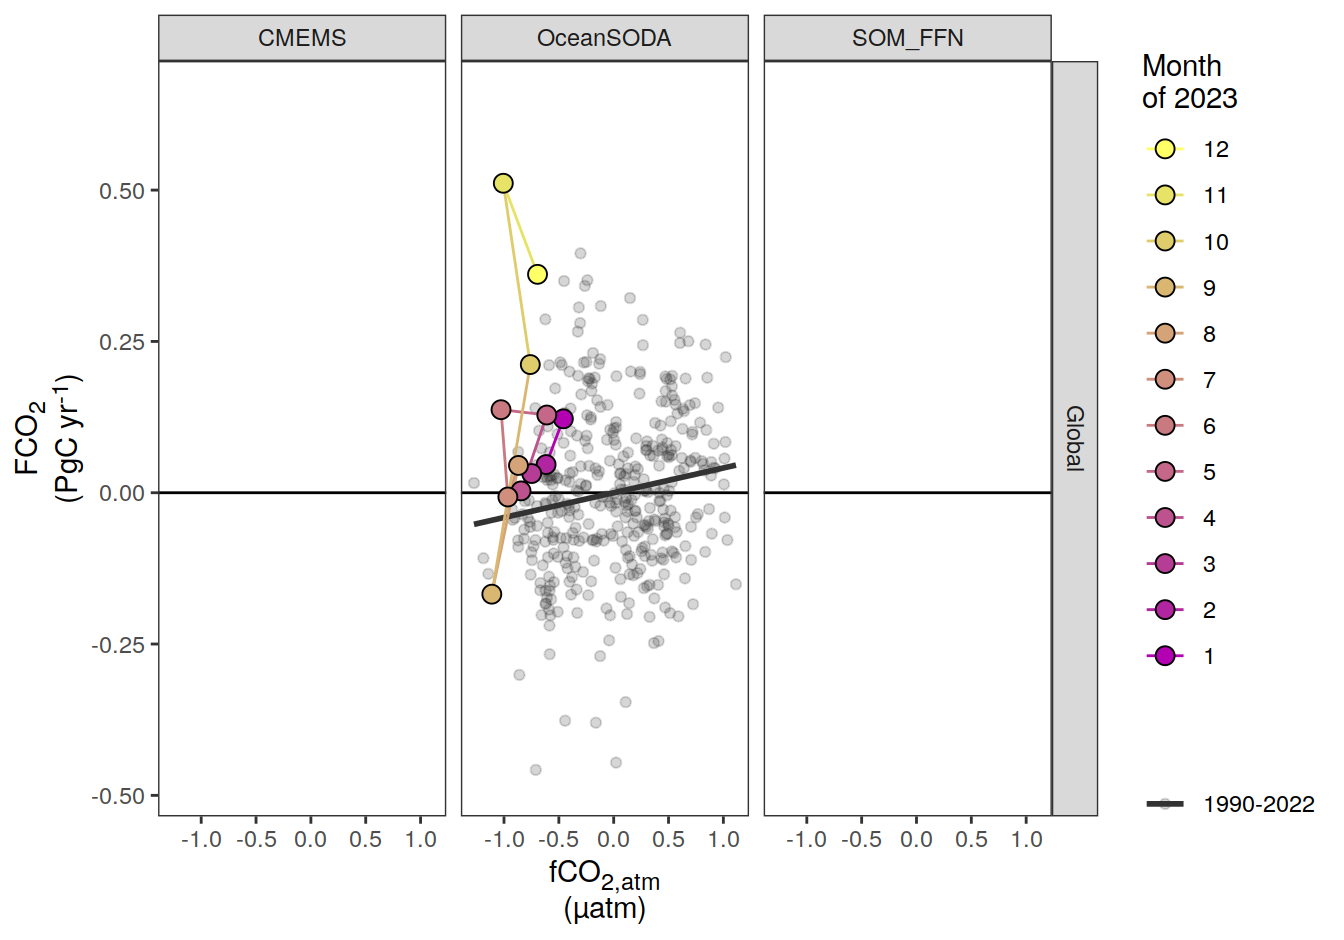 CMEMS
OceanSODA
SOM_FFN
Global
FCO2
(PgC yr-1)
0.50
0.25
0.00
-0.25
-0.50
-1.0 -0.5 0.0 0.5 1.0
-1.0 -0.5 0.0 0.5 1.0
-1.0 -0.5 0.0 0.5 1.0
fCO2,atm
(µatm)
Month
of 2023
12
11
10
9
8
7
6
5
4
3
2
1
1990-2022